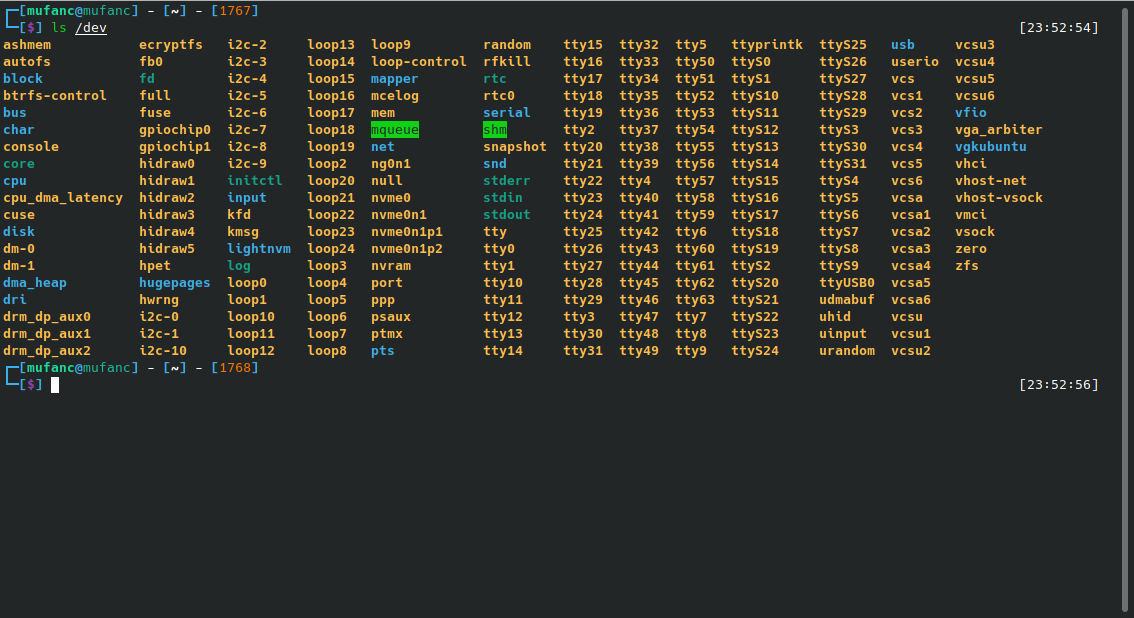 ┌─[mufanc@mufanc] - [~] - [1767]
└─[$] ls /dev [23:52:54]
ashmem ecryptfs i2c-2 loop13 loop9 random tty15 tty32 tty5 ttyprintk ttyS25 usb vcsu3
autofs fb0 i2c-3 loop14 loop-control rfkill tty16 tty33 tty50 ttyS0 ttyS26 userio vcsu4
block fd i2c-4 loop15 mapper rtc tty17 tty34 tty51 ttyS1 ttyS27 vcs vcsu5
btrfs-control full i2c-5 loop16 mcelog rtc0 tty18 tty35 tty52 ttyS10 ttyS28 vcs1 vcsu6
bus fuse i2c-6 loop17 mem serial tty19 tty36 tty53 ttyS11 ttyS29 vcs2 vfio
char gpiochip0 i2c-7 loop18 mqueue shm tty2 tty37 tty54 ttyS12 ttyS3 vcs3 vga_arbiter
console gpiochip1 i2c-8 loop19 net snapshot tty20 tty38 tty55 ttyS13 ttyS30 vcs4 vgkubuntu
core hidraw0 i2c-9 loop2 ng0n1 snd tty21 tty39 tty56 ttyS14 ttyS31 vcs5 vhci
cpu hidraw1 initctl loop20 null stderr tty22 tty4 tty57 ttyS15 ttyS4 vcs6 vhost-net
cpu_dma_latency hidraw2 input loop21 nvme0 stdin tty23 tty40 tty58 ttyS16 ttyS5 vcsa vhost-vsock
cuse hidraw3 kfd loop22 nvme0n1 stdout tty24 tty41 tty59 ttyS17 ttyS6 vcsa1 vmci
disk hidraw4 kmsg loop23 nvme0n1p1 tty tty25 tty42 tty6 ttyS18 ttyS7 vcsa2 vsock
dm-0 hidraw5 lightnvm loop24 nvme0n1p2 tty0 tty26 tty43 tty60 ttyS19 ttyS8 vcsa3 zero
dm-1 hpet log loop3 nvram tty1 tty27 tty44 tty61 ttyS2 ttyS9 vcsa4 zfs
dma_heap hugepages loop0 loop4 port tty10 tty28 tty45 tty62 ttyS20 ttyUSB0 vcsa5
dri hwrng loop1 loop5 ppp tty11 tty29 tty46 tty63 ttyS21 udmabuf vcsa6
drm_dp_aux0 i2c-0 loop10 loop6 psaux tty12 tty3 tty47 tty7 ttyS22 uhid vcsu
drm_dp_aux1 i2c-1 loop11 loop7 ptmx tty13 tty30 tty48 tty8 ttyS23 uinput vcsu1
drm_dp_aux2 i2c-10 loop12 loop8 pts tty14 tty31 tty49 tty9 ttyS24 urandom vcsu2
┌─[mufanc@mufanc] - [~] - [1768]
└─[$] [23:52:56]